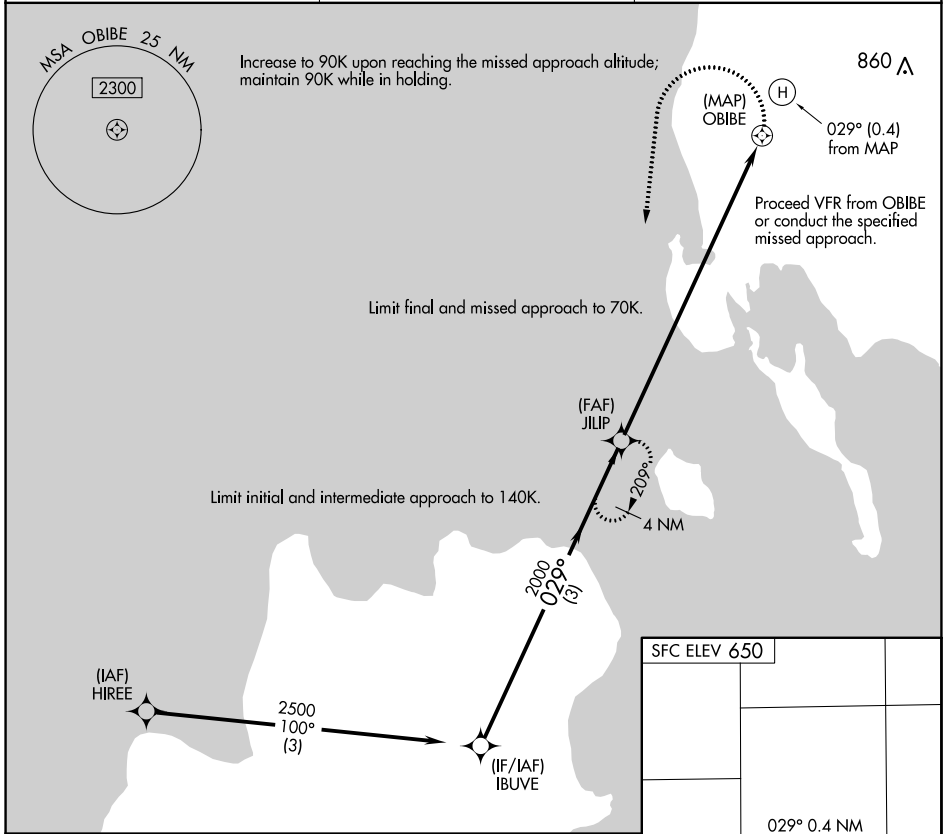 MSA OBIBE 25 NM
2300
Increase to 90K upon reaching the missed approach altitude;
maintain 90K while in holding.
860
H
(MAP)
OBIBE
029° (0.4)
from MAP
Proceed VFR from OBIBE
or conduct the specified
missed approach.
Limit final and missed approach to 70K.
(FAF)
JILIP
209°
4 NM
Limit initial and intermediate approach to 140K.
2000
029°
(3)
(IAF)
HIREE
2500
100°
(3)
(IF/IAF)
IBUVE
SFC ELEV 650
029° 0.4 NM